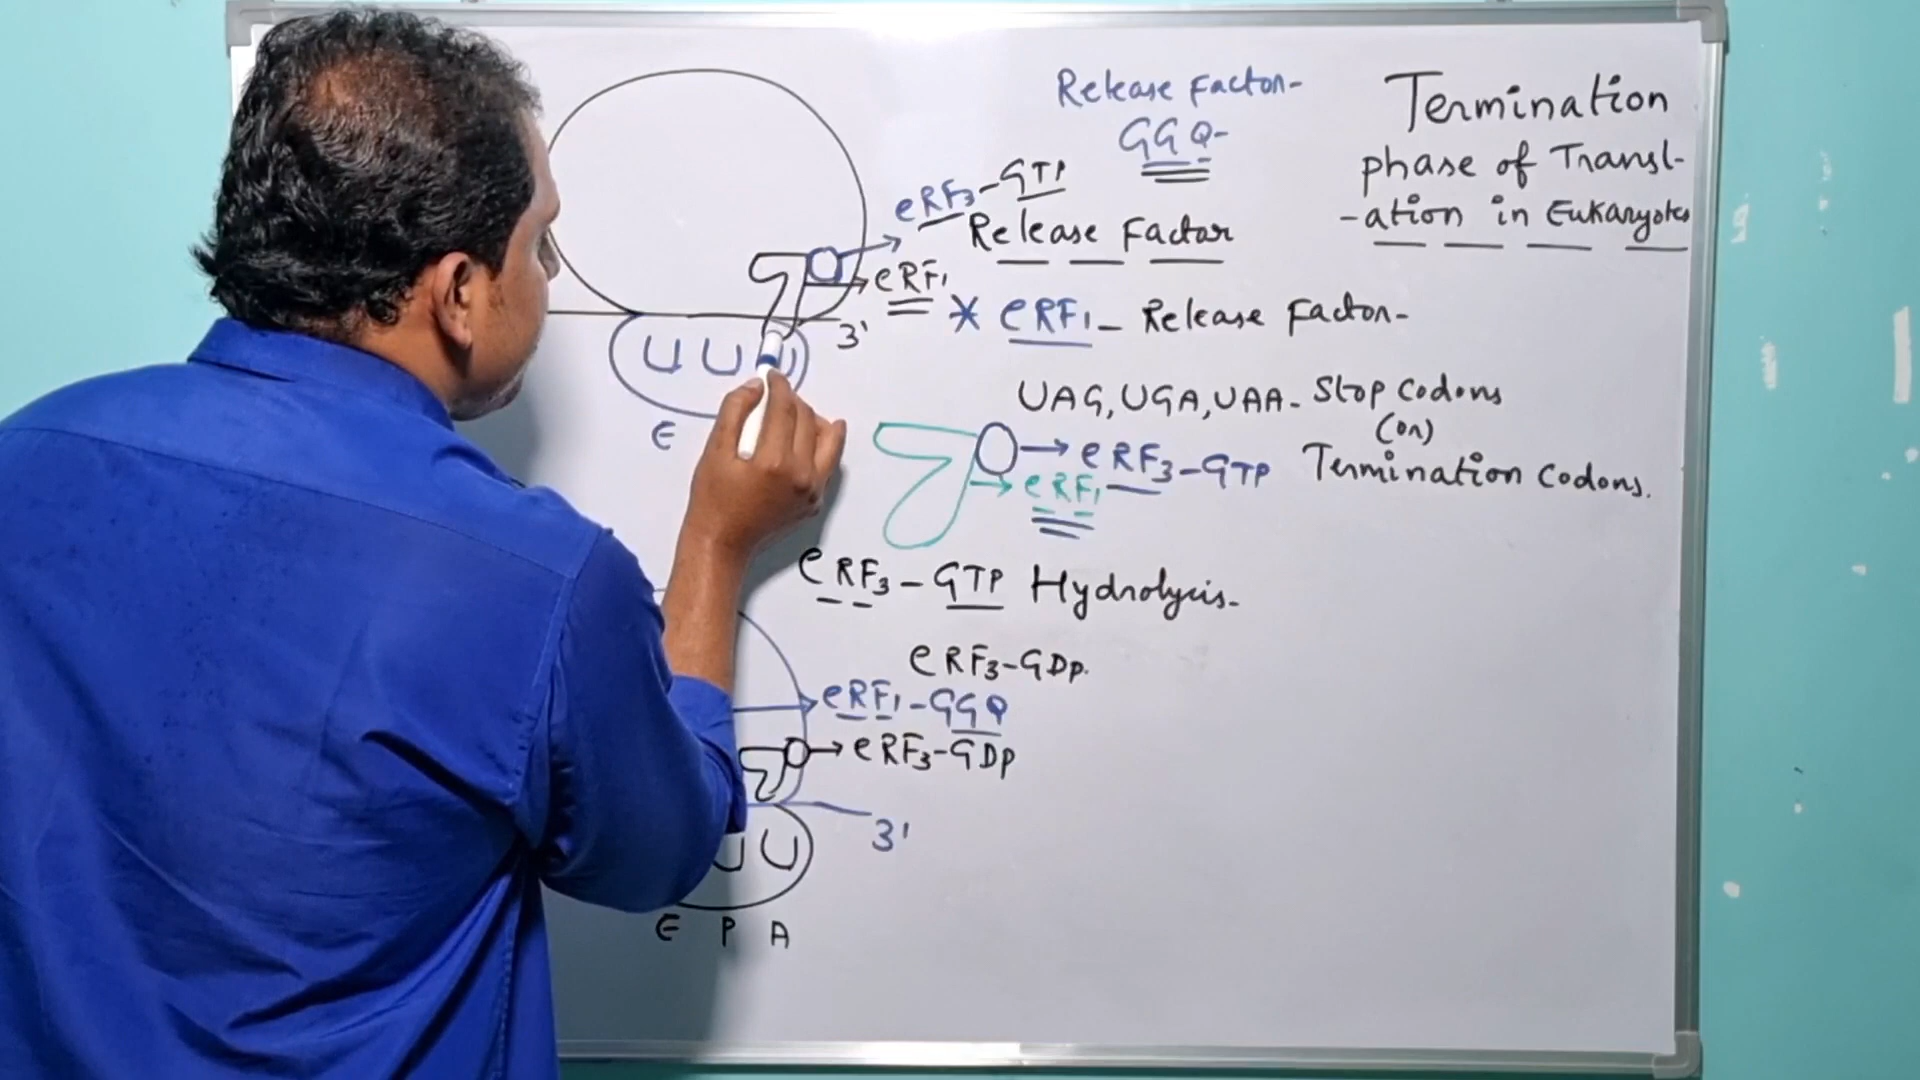 Release Factor-
GGQ-
Termination
phase of Transl-
-ation in Eukaryotes
eRF3-GTP
Release Factor
eRF1
* eRF1- Release Factor-
3'
UAG, UGA, UAA- Stop Codons
(or)
Termination Codons.
E
eRF3-GTP
eRF1
eRF3-GTP Hydrolysis-
eRF3-GDP.
eRF1-GGQ
eRF3-GDP
3'
E P A